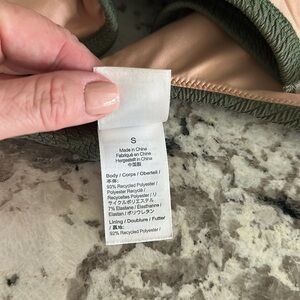 S
Made in China
Fabriqué en Chine
Hergestellt in China
中国製
Body / Corps / Oberteil /
本体:
93% Recycled Polyester /
Polyester Recyclé /
Recyceltes Polyester / リ
サイクルポリエステル
7% Elastane / Elasthanne /
Elastan / ポリウレタン
Lining / Doublure / Futter
/ 裏地:
92% Recycled Polyester /